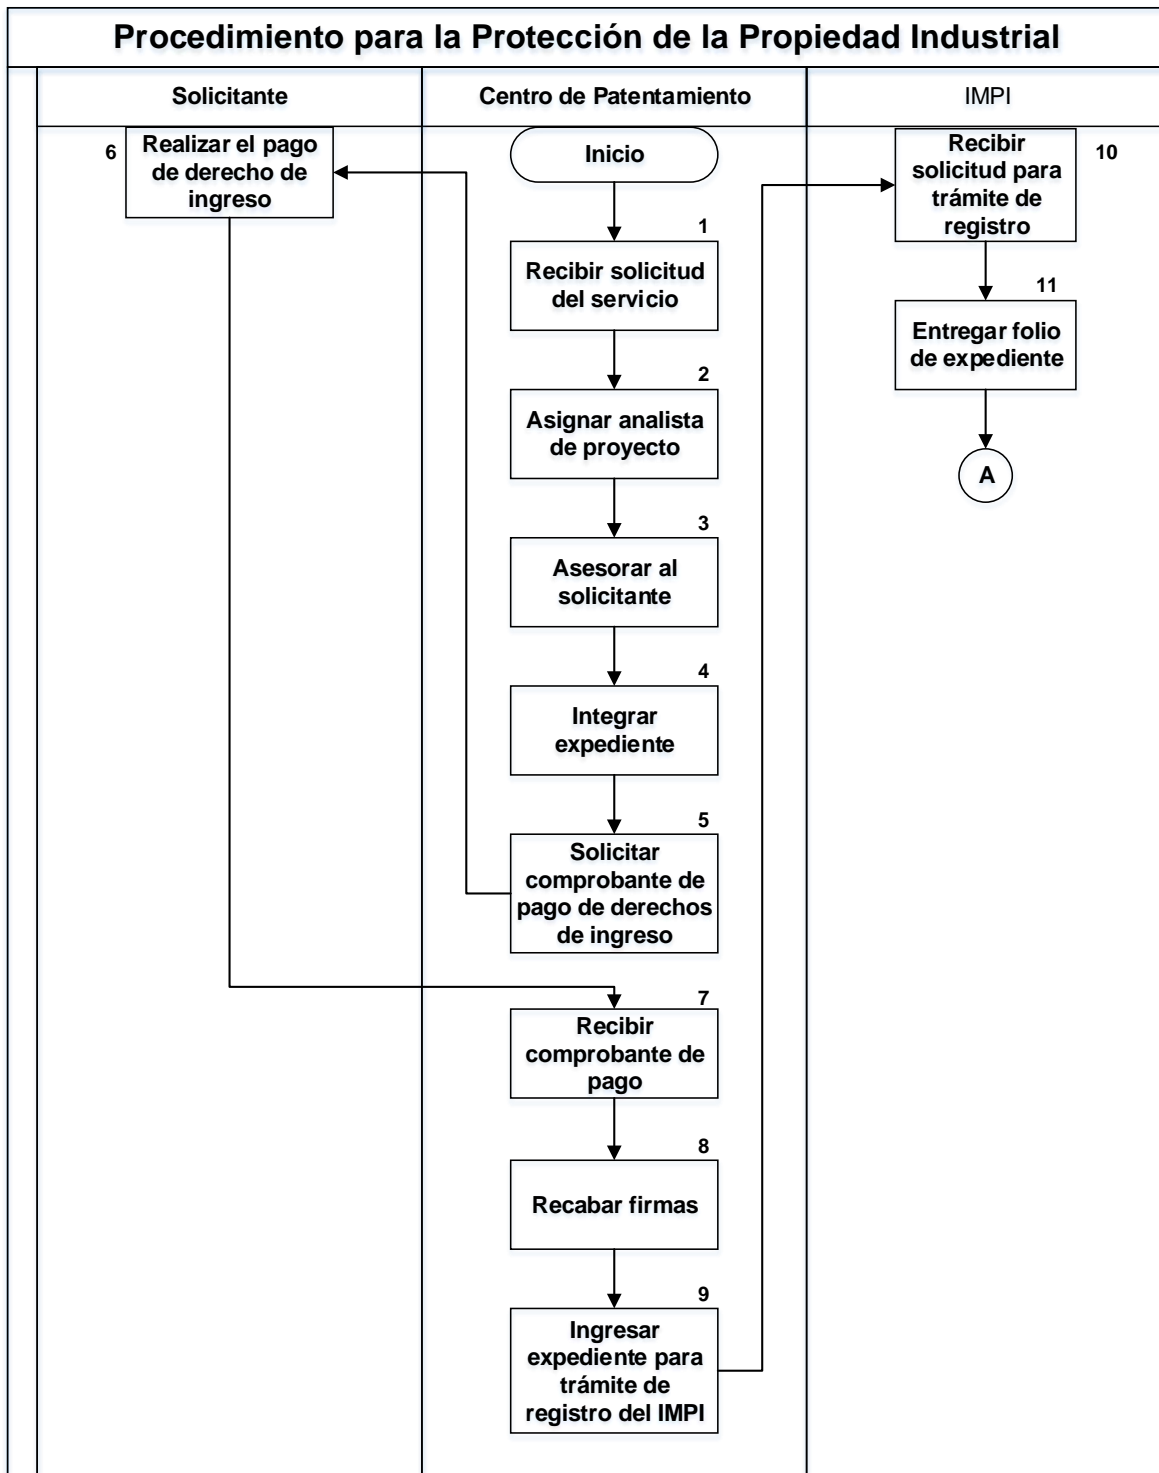 Procedimiento para la Protección de la Propiedad Industrial
Solicitante
Centro de Patentamiento
IMPI
6
Realizar el pago
de derecho de
ingreso
Inicio
1
Recibir solicitud
del servicio
2
Asignar analista
de proyecto
3
Asesorar al
solicitante
4
Integrar
expediente
5
Solicitar
comprobante de
pago de derechos
de ingreso
7
Recibir
comprobante de
pago
8
Recabar firmas
9
Ingresar
expediente para
trámite de
registro del IMPI
10
Recibir
solicitud para
trámite de
registro
11
Entregar folio
de expediente
A